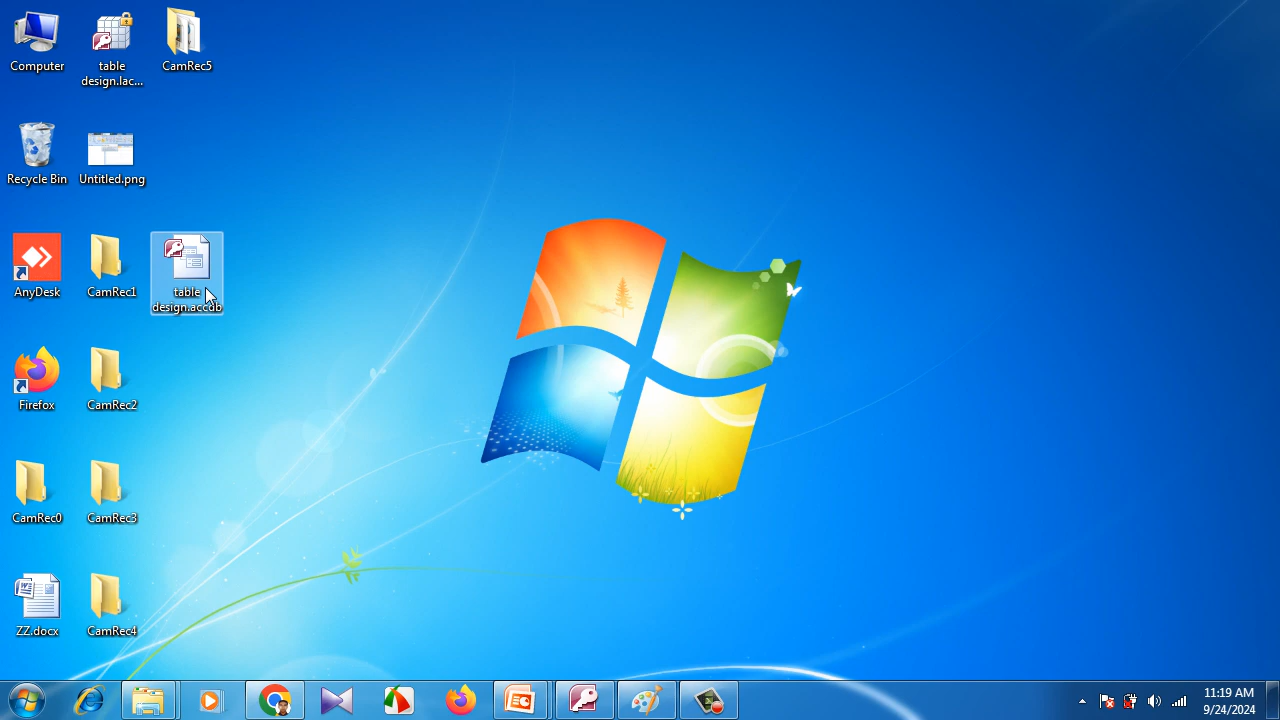 Computer
table
design.lac...
CamRec5
Recycle Bin
Untitled.png
AnyDesk
CamRec1
table
design.accdb
Firefox
CamRec2
CamRec0
CamRec3
ZZ.docx
CamRec4
11:19 AM
9/24/2024